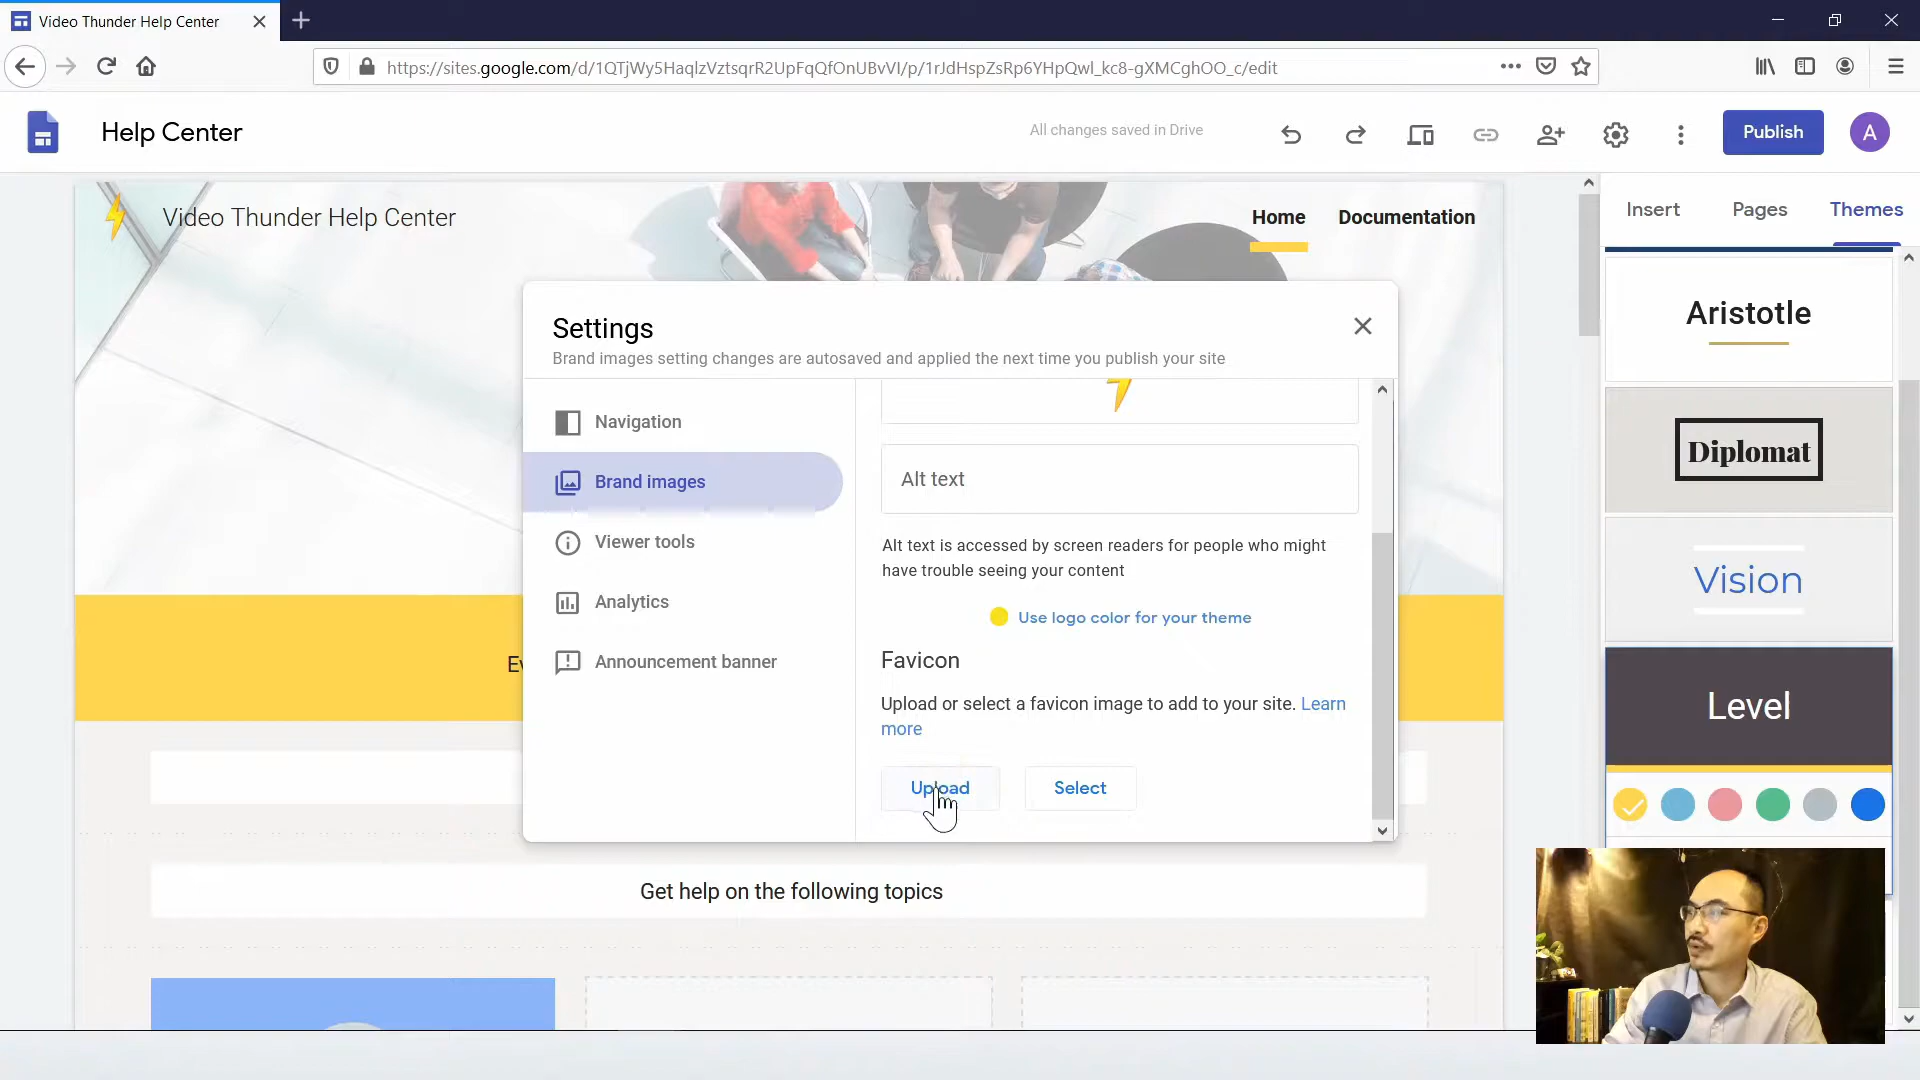 Video Thunder Help Center
https://sites.google.com/d/1QTjWy5HaqlzVztsqrR2UpFqQfOnUBvVI/p/1rJdHspZsRp6YHpQwl_kc8-gXMCghOO_c/edit
Help Center
All changes saved in Drive
Publish
A
Video Thunder Help Center
Home
Documentation
Insert
Pages
Themes
Settings
Brand images setting changes are autosaved and applied the next time you publish your site
Navigation
Brand images
Viewer tools
Analytics
Announcement banner
Alt text
Alt text is accessed by screen readers for people who might
have trouble seeing your content
Use logo color for your theme
Favicon
Upload or select a favicon image to add to your site. Learn
more
Upload
Select
Get help on the following topics
Aristotle
Diplomat
Vision
Level